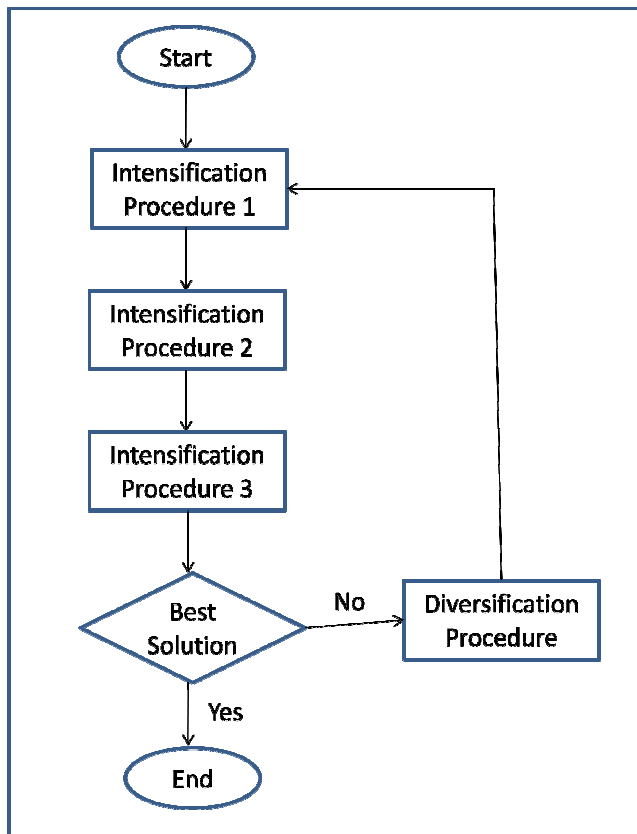 Start
Intensification
Procedure 1
Intensification
Procedure 2
Intensification
Procedure 3
Best
Solution
No
Diversification
Procedure
Yes
End